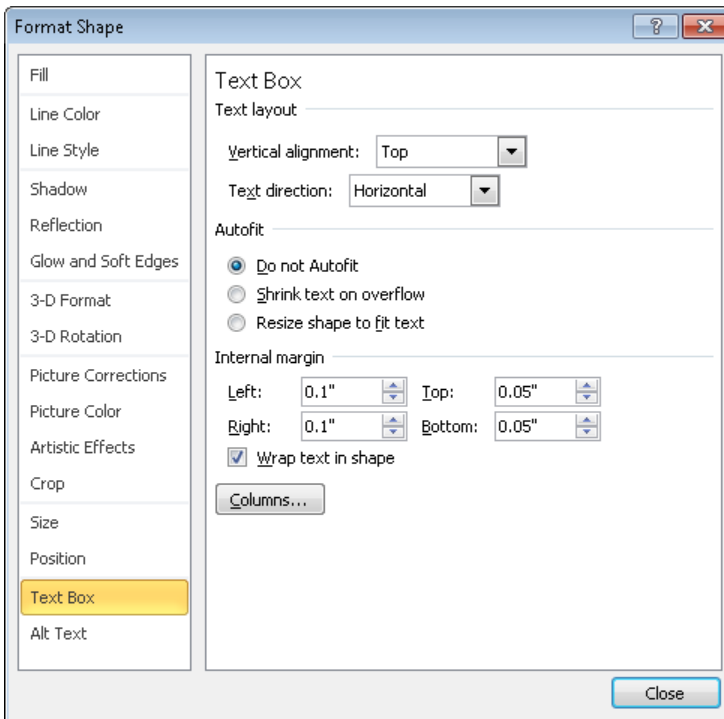 Format Shape
Fill
Line Color
Line Style
Shadow
Reflection
Glow and Soft Edges
3-D Format
3-D Rotation
Picture Corrections
Picture Color
Artistic Effects
Crop
Size
Position
Text Box
Alt Text
Text Box
Text layout
Vertical alignment: Top
Text direction: Horizontal
Autofit
Do not Autofit
Shrink text on overflow
Resize shape to fit text
Internal margin
Left: 0.1" Top: 0.05"
Right: 0.1" Bottom: 0.05"
Wrap text in shape
Columns...
Close